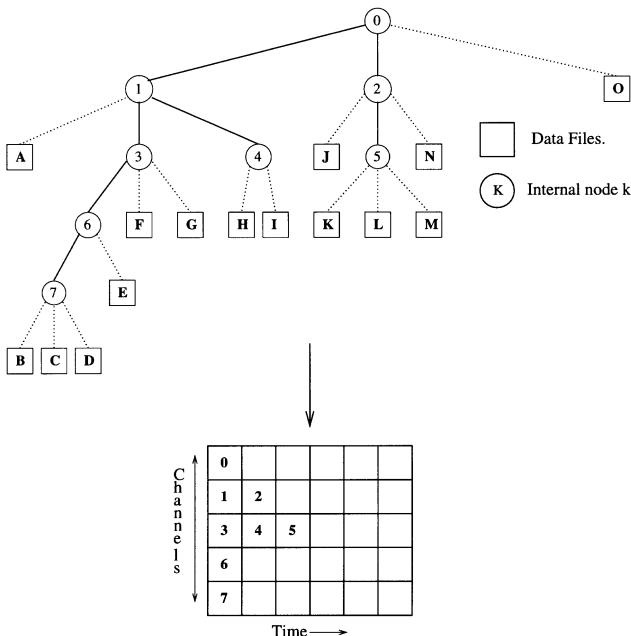 0
1 2 O
A 3 4 J 5 N
Data Files.
K Internal node k
6 F G H I K L M
7 E
B C D
Channels
0
1 2
3 4 5
6
7
Time